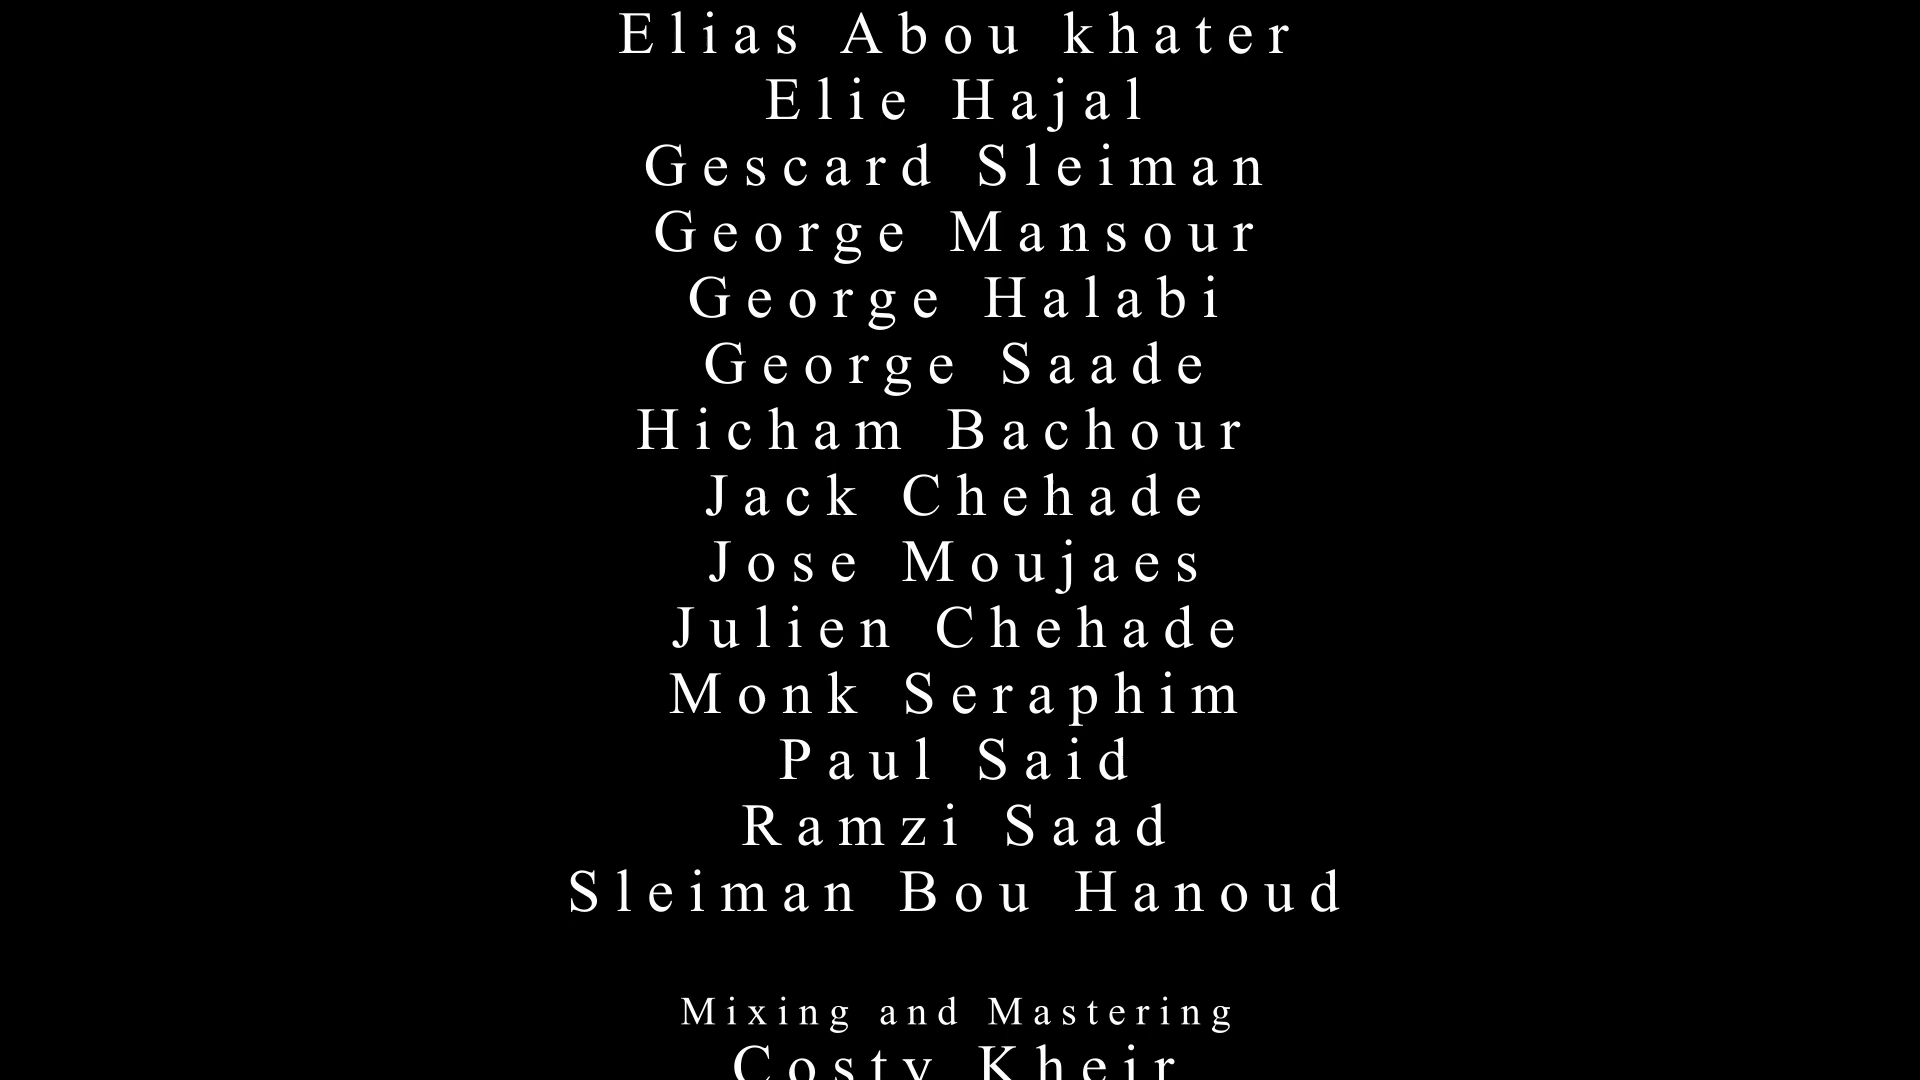 Elias Abou khater
Elie Hajal
Gescard Sleiman
George Mansour
George Halabi
George Saade
Hicham Bachour
Jack Chehade
Jose Moujaes
Julien Chehade
Monk Seraphim
Paul Said
Ramzi Saad
Sleiman Bou Hanoud
Mixing and Mastering
Costy Kheir